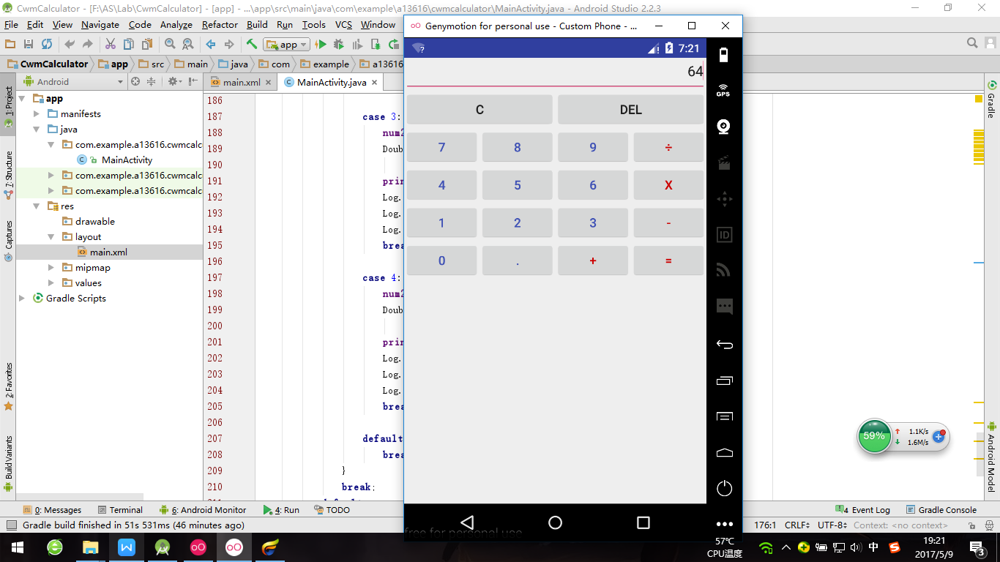 CwmCalculator - [F:\AS\Lab\CwmCalculator] - [app] - ...\app\src\main\java\com\example\a13616\cwmcalculator\MainActivity.java - Android Studio 2.2.3
File Edit View Navigate Code Analyze Refactor Build Run Tools VCS Window
app
CwmCalculator app src main java com example a13616
Android
main.xml
MainActivity.java
1: Project
7: Structure
Captures
2: Favorites
Build Variants
app
manifests
java
com.example.a13616.cwmcalc
MainActivity
com.example.a13616.cwmcalc
com.example.a13616.cwmcalc
res
drawable
layout
main.xml
mipmap
values
Gradle Scripts
186
187 case 3:
188 num2
189 Doub
190
191 prin
192 Log.
193 Log.
194 Log.
195 brea
196
197 case 4:
198 num2
199 Doub
200
201 prin
202 Log.
203 Log.
204 Log.
205 brea
206
207 default
208 brea
209 }
210 break;
Genymotion for personal use - Custom Phone - ...
7:21
64
C DEL
7 8 9 ÷
4 5 6 X
1 2 3 -
0 . + =
free for personal use
GPS
ID
Gradle
Android Model
59%
1.1K/s
1.6M/s
0: Messages Terminal 6: Android Monitor 4: Run TODO
4 Event Log Gradle Console
Gradle build finished in 51s 531ms (46 minutes ago)
176:1 CRLF UTF-8 Context: <no context>
57℃
CPU温度
中
19:21
2017/5/9
3